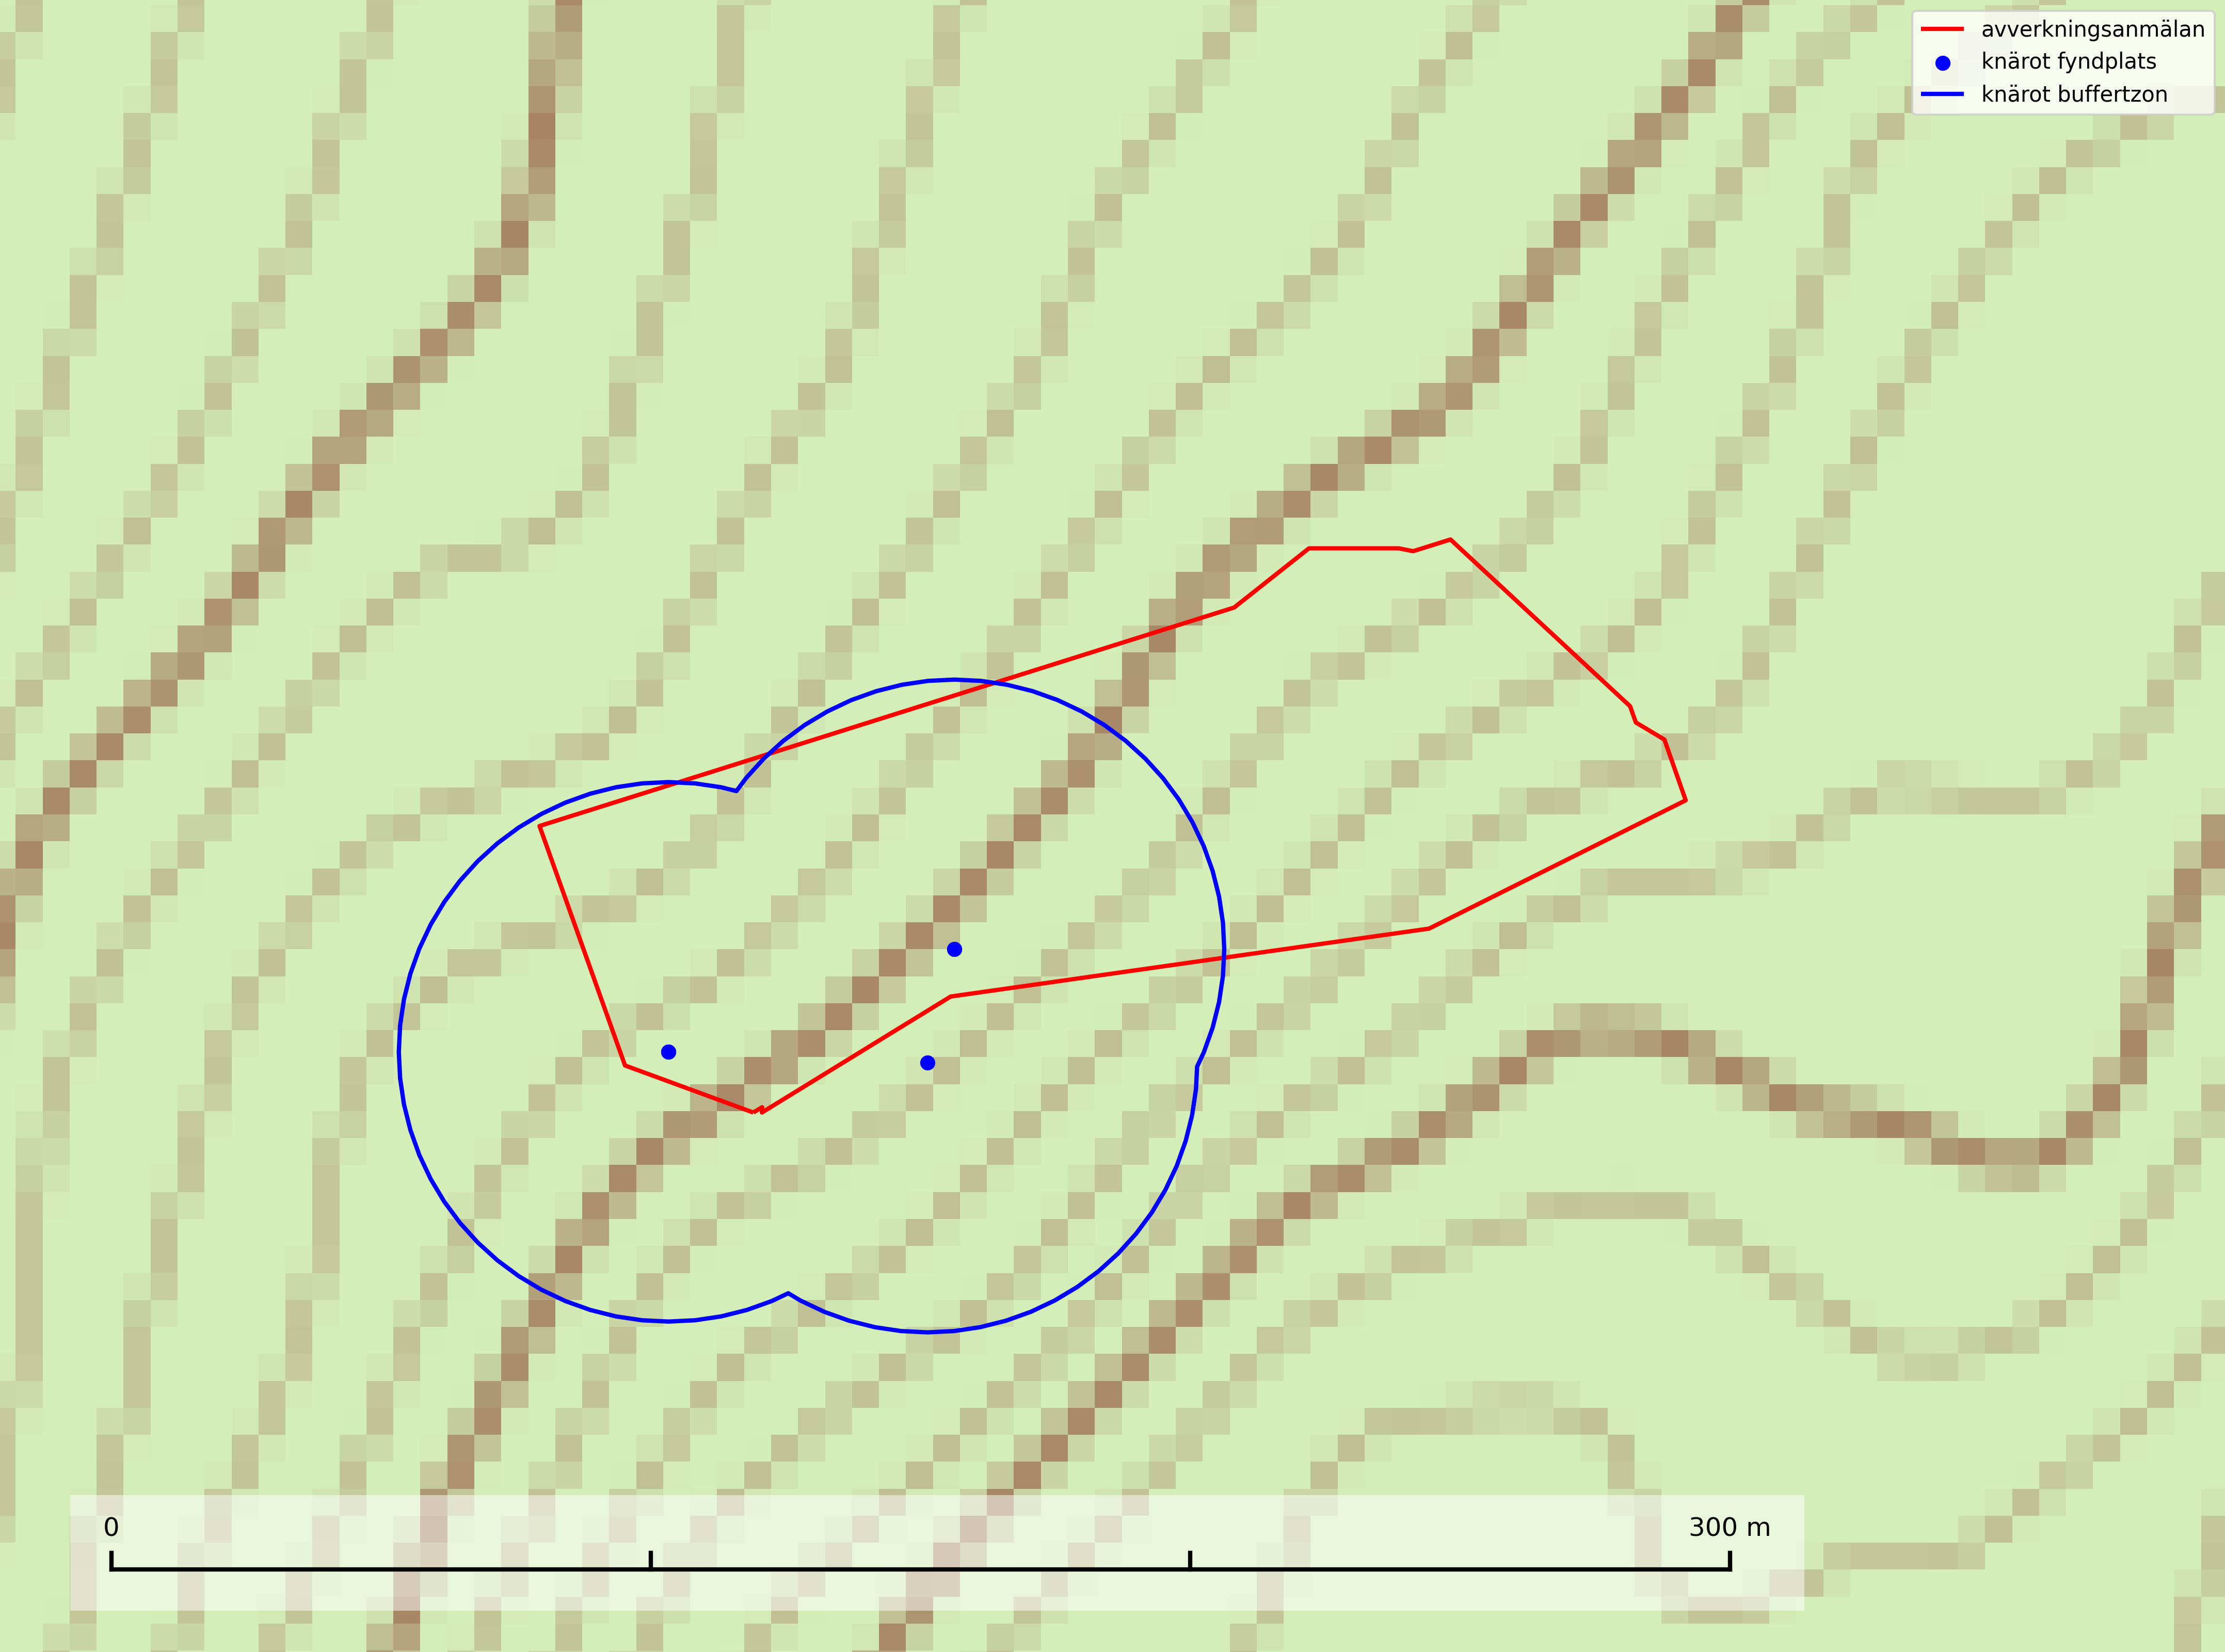 avverkningsanmälan
knärot fyndplats
knärot buffertzon
0 300 m